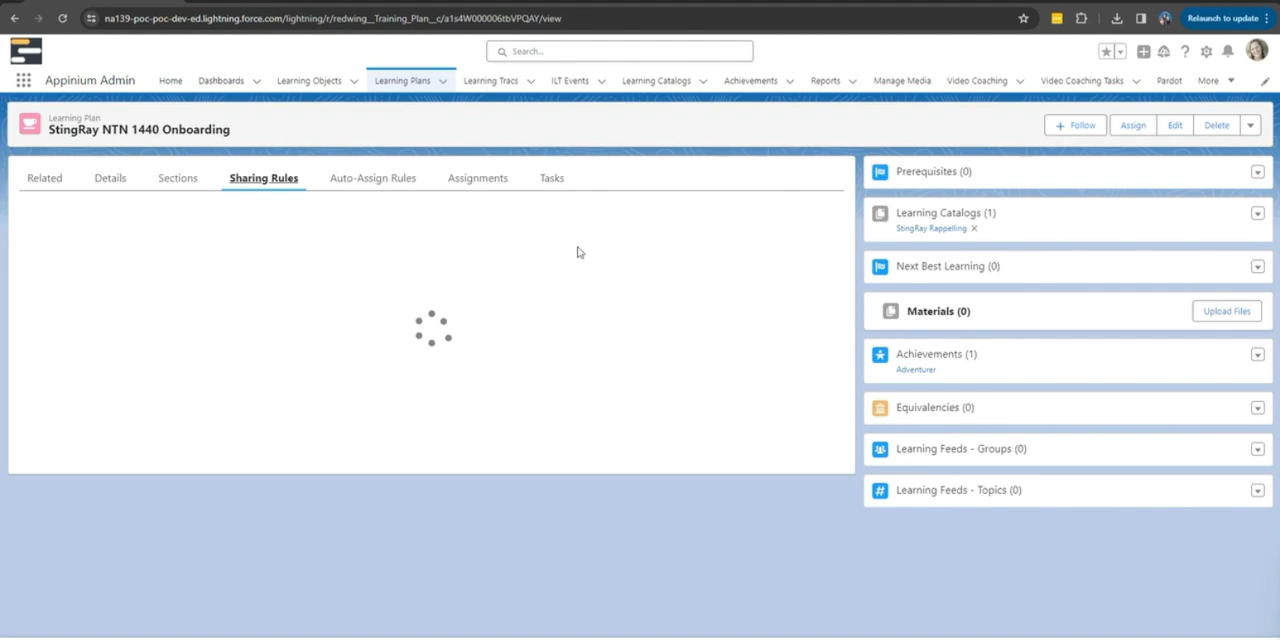 na139-poc-poc-dev-ed.lightning.force.com/lightning/r/redwing__Training_Plan__c/a1s4W000006tbVPQAY/view
Relaunch to update
Search...
Appinium Admin
Home
Dashboards
Learning Objects
Learning Plans
Learning Tracs
ILT Events
Learning Catalogs
Achievements
Reports
Manage Media
Video Coaching
Video Coaching Tasks
Pardot
More
Learning Plan
StingRay NTN 1440 Onboarding
+ Follow
Assign
Edit
Delete
Related
Details
Sections
Sharing Rules
Auto-Assign Rules
Assignments
Tasks
Prerequisites (0)
Learning Catalogs (1)
StingRay Rappelling
Next Best Learning (0)
Materials (0)
Upload Files
Achievements (1)
Adventurer
Equivalencies (0)
Learning Feeds - Groups (0)
Learning Feeds - Topics (0)